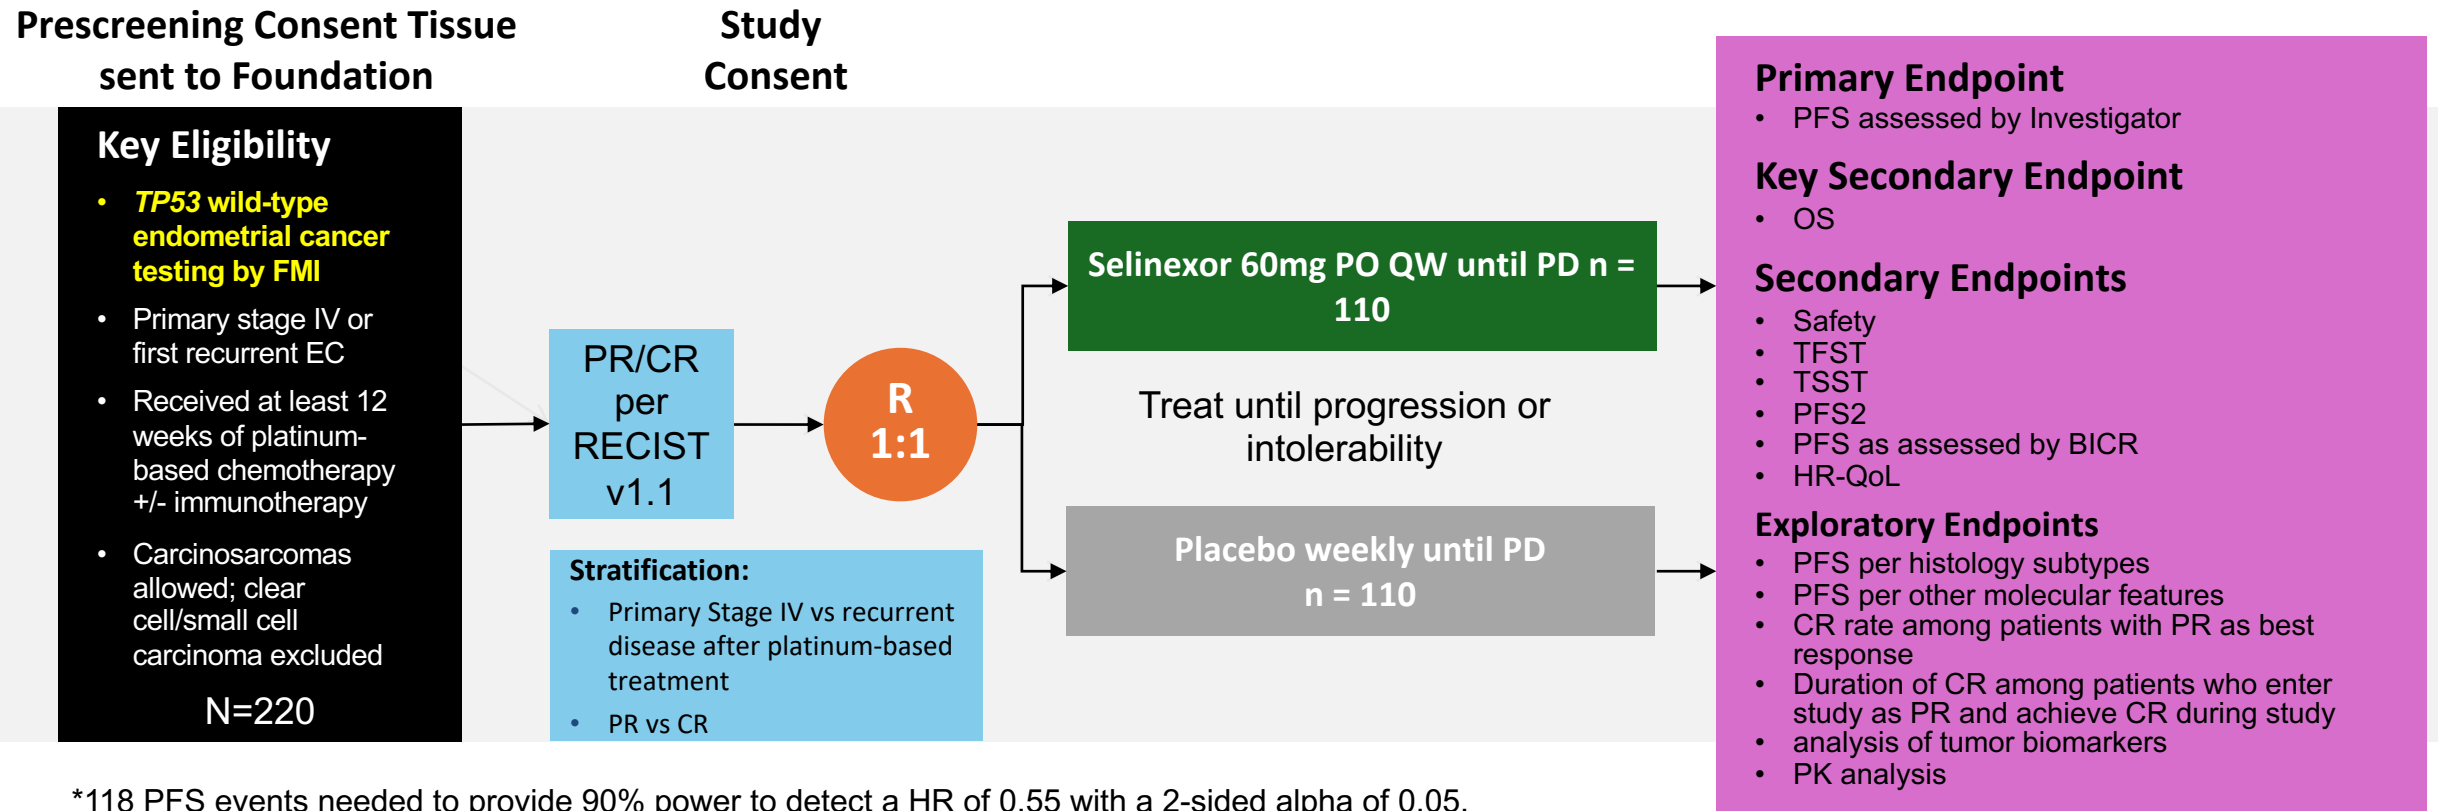 Prescreening Consent Tissue
sent to Foundation
Study
Consent
Key Eligibility
• TP53 wild-type
endometrial cancer
testing by FMI
• Primary stage IV or
first recurrent EC
• Received at least 12
weeks of platinum-
based chemotherapy
+/- immunotherapy
• Carcinosarcomas
allowed; clear
cell/small cell
carcinoma excluded
N=220
PR/CR
per
RECIST
v1.1
Stratification:
• Primary Stage IV vs recurrent
disease after platinum-based
treatment
• PR vs CR
R
1:1
Selinexor 60mg PO QW until PD n =
110
Treat until progression or
intolerability
Placebo weekly until PD
n = 110
Primary Endpoint
• PFS assessed by Investigator
Key Secondary Endpoint
• OS
Secondary Endpoints
• Safety
• TFST
• TSST
• PFS2
• PFS as assessed by BICR
• HR-QoL
Exploratory Endpoints
• PFS per histology subtypes
• PFS per other molecular features
• CR rate among patients with PR as best
response
• Duration of CR among patients who enter
study as PR and achieve CR during study
• analysis of tumor biomarkers
• PK analysis
*118 PFS events needed to provide 90% power to detect a HR of 0.55 with a 2-sided alpha of 0.05.